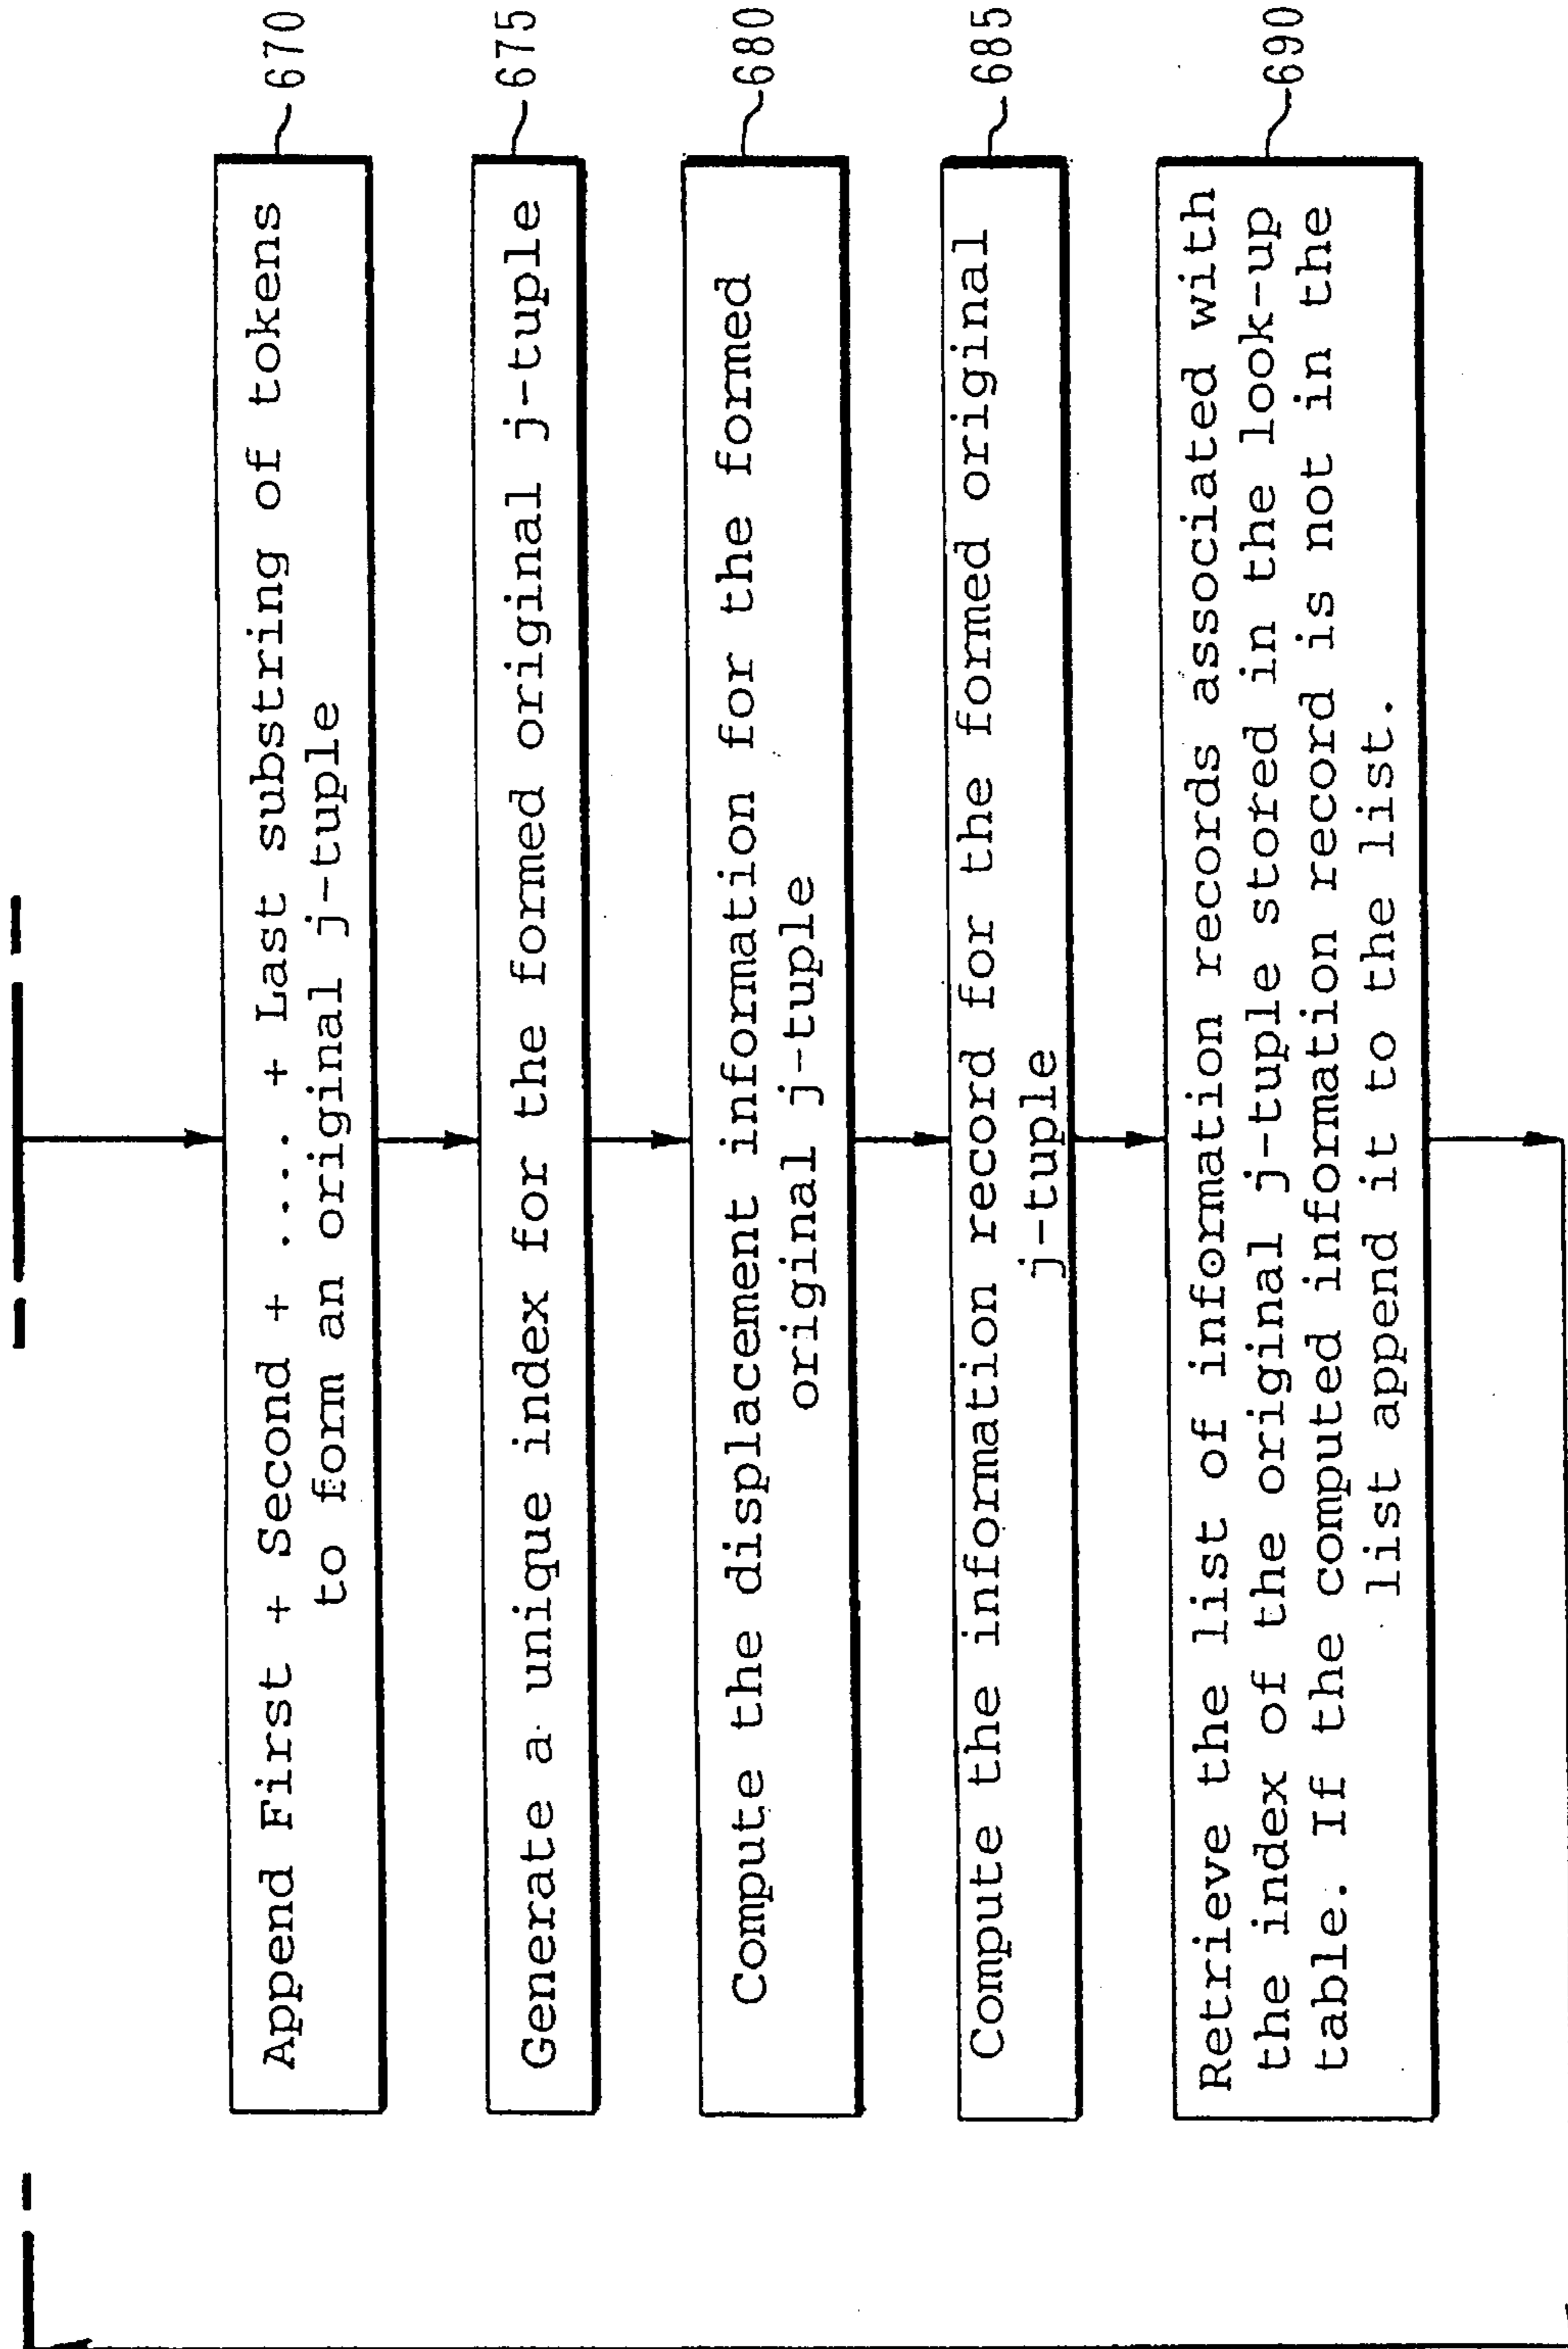 Append First + Second + .... + Last substring of tokens
to form an original j-tuple
670
Generate a unique index for the formed original j-tuple
675
Compute the displacement information for the formed
original j-tuple
680
Compute the information record for the formed original
j-tuple
685
Retrieve the list of information records associated with
the index of the original j-tuple stored in the look-up
table. If the computed information record is not in the
list append it to the list.
690